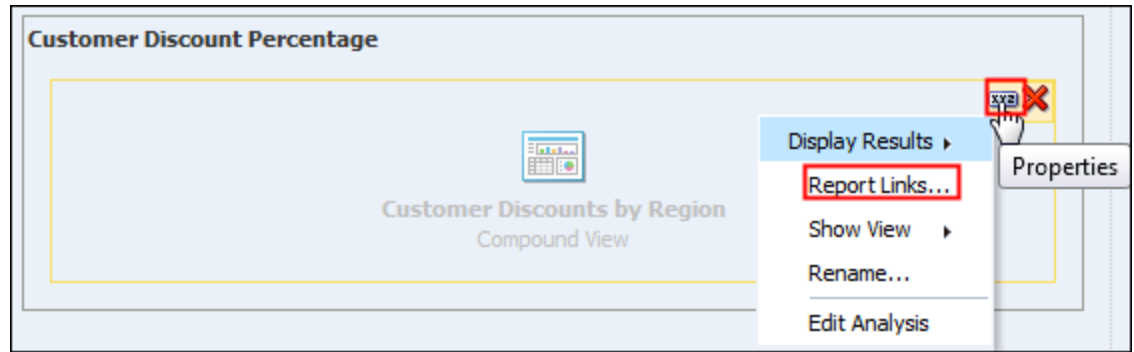 Customer Discount Percentage
XYZ
Display Results
Properties
Report Links...
Customer Discounts by Region
Compound View
Show View
Rename...
Edit Analysis